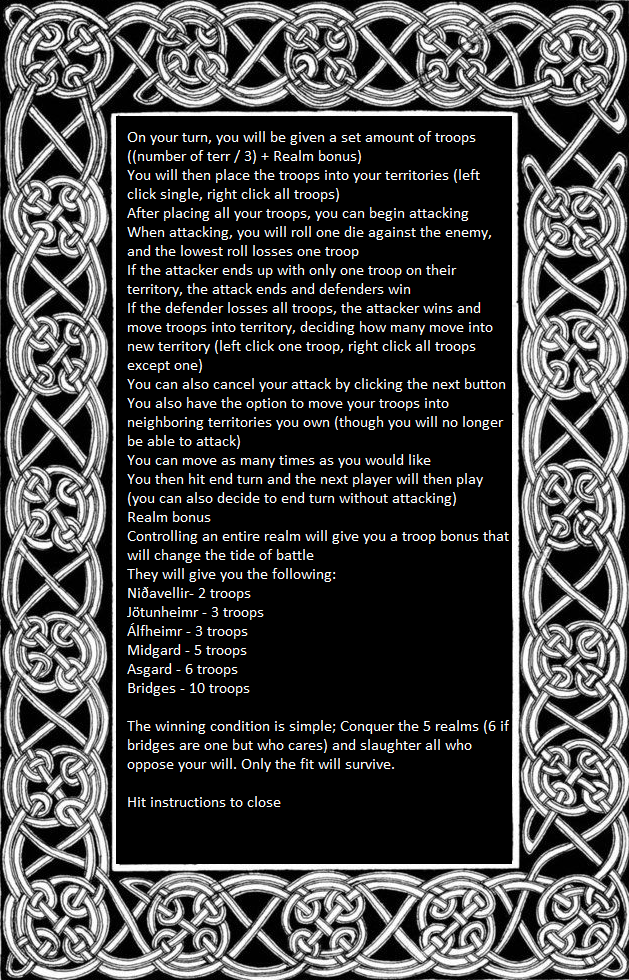 On your turn, you will be given a set amount of troops
((number of terr / 3) + Realm bonus)
You will then place the troops into your territories (left
click single, right click all troops)
After placing all your troops, you can begin attacking
When attacking, you will roll one die against the enemy,
and the lowest roll losses one troop
If the attacker ends up with only one troop on their
territory, the attack ends and defenders win
If the defender losses all troops, the attacker wins and
move troops into territory, deciding how many move into
new territory (left click one troop, right click all troops
except one)
You can also cancel your attack by clicking the next button
You also have the option to move your troops into
neighboring territories you own (though you will no longer
be able to attack)
You can move as many times as you would like
You then hit end turn and the next player will then play
(you can also decide to end turn without attacking)
Realm bonus
Controlling an entire realm will give you a troop bonus that
will change the tide of battle
They will give you the following:
Niðavellir- 2 troops
Jötunheimr - 3 troops
Álfheimr - 3 troops
Midgard - 5 troops
Asgard - 6 troops
Bridges - 10 troops
The winning condition is simple; Conquer the 5 realms (6 if
bridges are one but who cares) and slaughter all who
oppose your will. Only the fit will survive.
Hit instructions to close